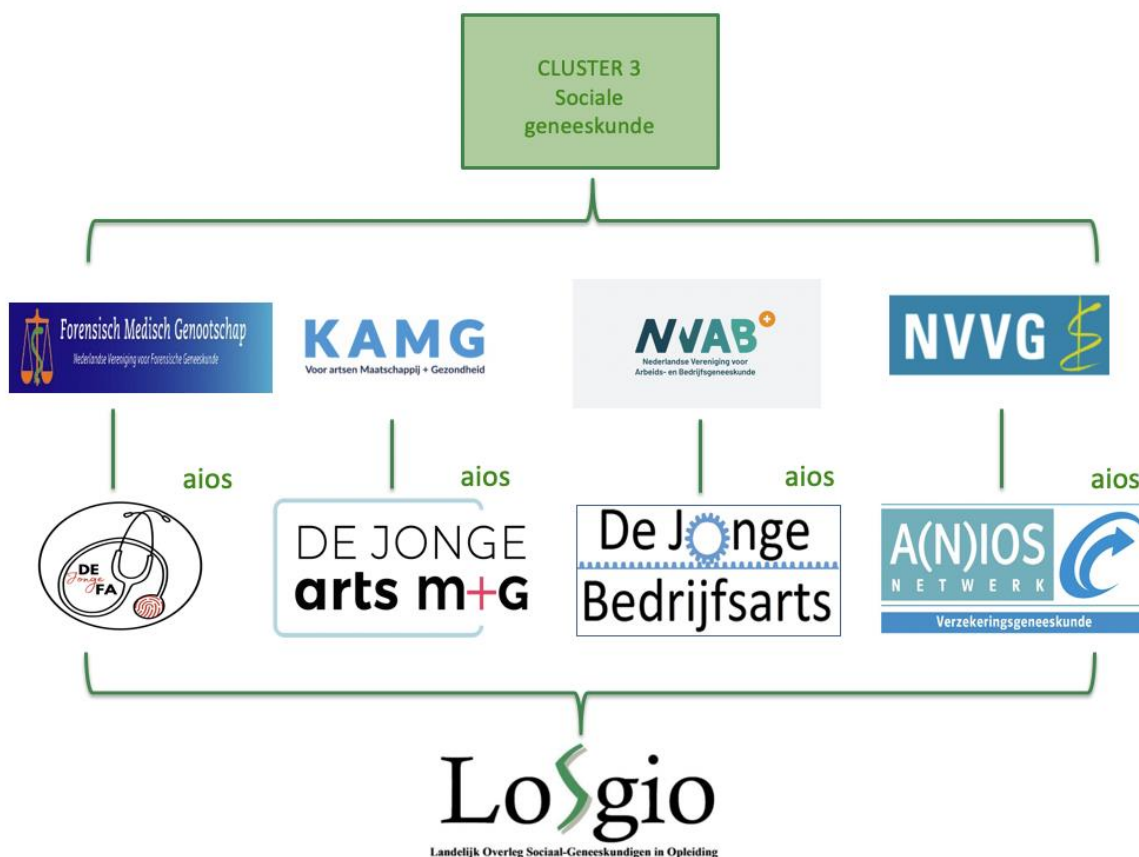 CLUSTER 3
Sociale
geneeskunde
Forensisch Medisch Genootschap
Nederlandse Vereniging voor Forensische Geneeskunde
KAMG
Voor artsen Maatschappij + Gezondheid
NVAB+
Nederlandse Vereniging voor
Arbeids- en Bedrijfsgeneeskunde
NVVG
aios
aios
aios
aios
DE
Jonge
FA
DE JONGE
arts m+G
De Jonge
Bedrijfsarts
A(N)IOS
NETWERK
Verzekeringsgeneeskunde
LoSgio
Landelijk Overleg Sociaal-Geneeskundigen in Opleiding